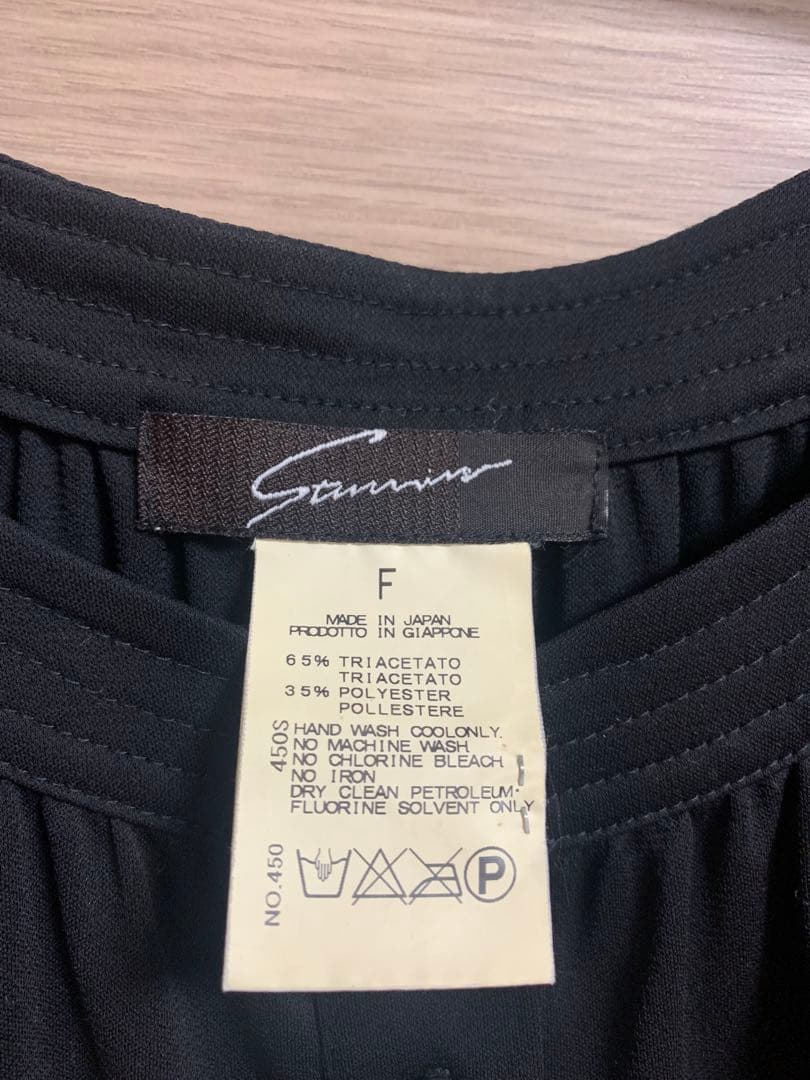 F
MADE IN JAPAN
PRODOTTO IN GIAPPONE
65% TRIACETATO
TRIACETATO
35% POLYESTER
POLLESTERE
450S
HAND WASH COOLONLY.
NO MACHINE WASH
NO CHLORINE BLEACH
NO IRON
DRY CLEAN PETROLEUM·
FLUORINE SOLVENT ONLY
NO.450
P